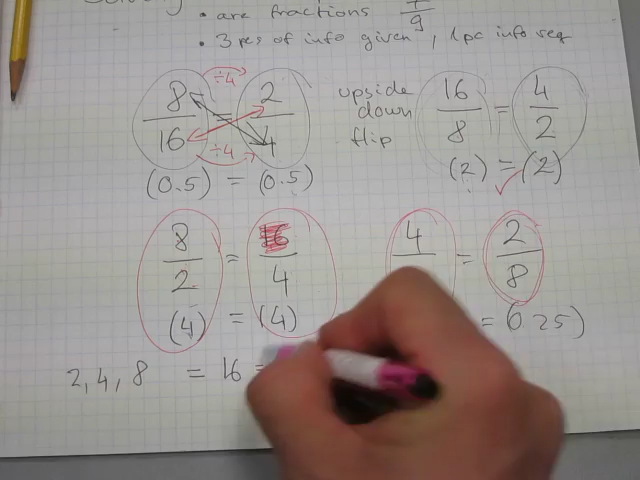 • are fractions 7/9
• 3 pcs of info given, 1 pc info req
÷4
8/16 = 2/4
÷4
(0.5) = (0.5)
upside
down
flip
16/8 = 4/2
(2) = (2)
8/2 = 16/4
(4) = (4)
4 = 2/8
= (0.25)
2, 4, 8 = 16 =